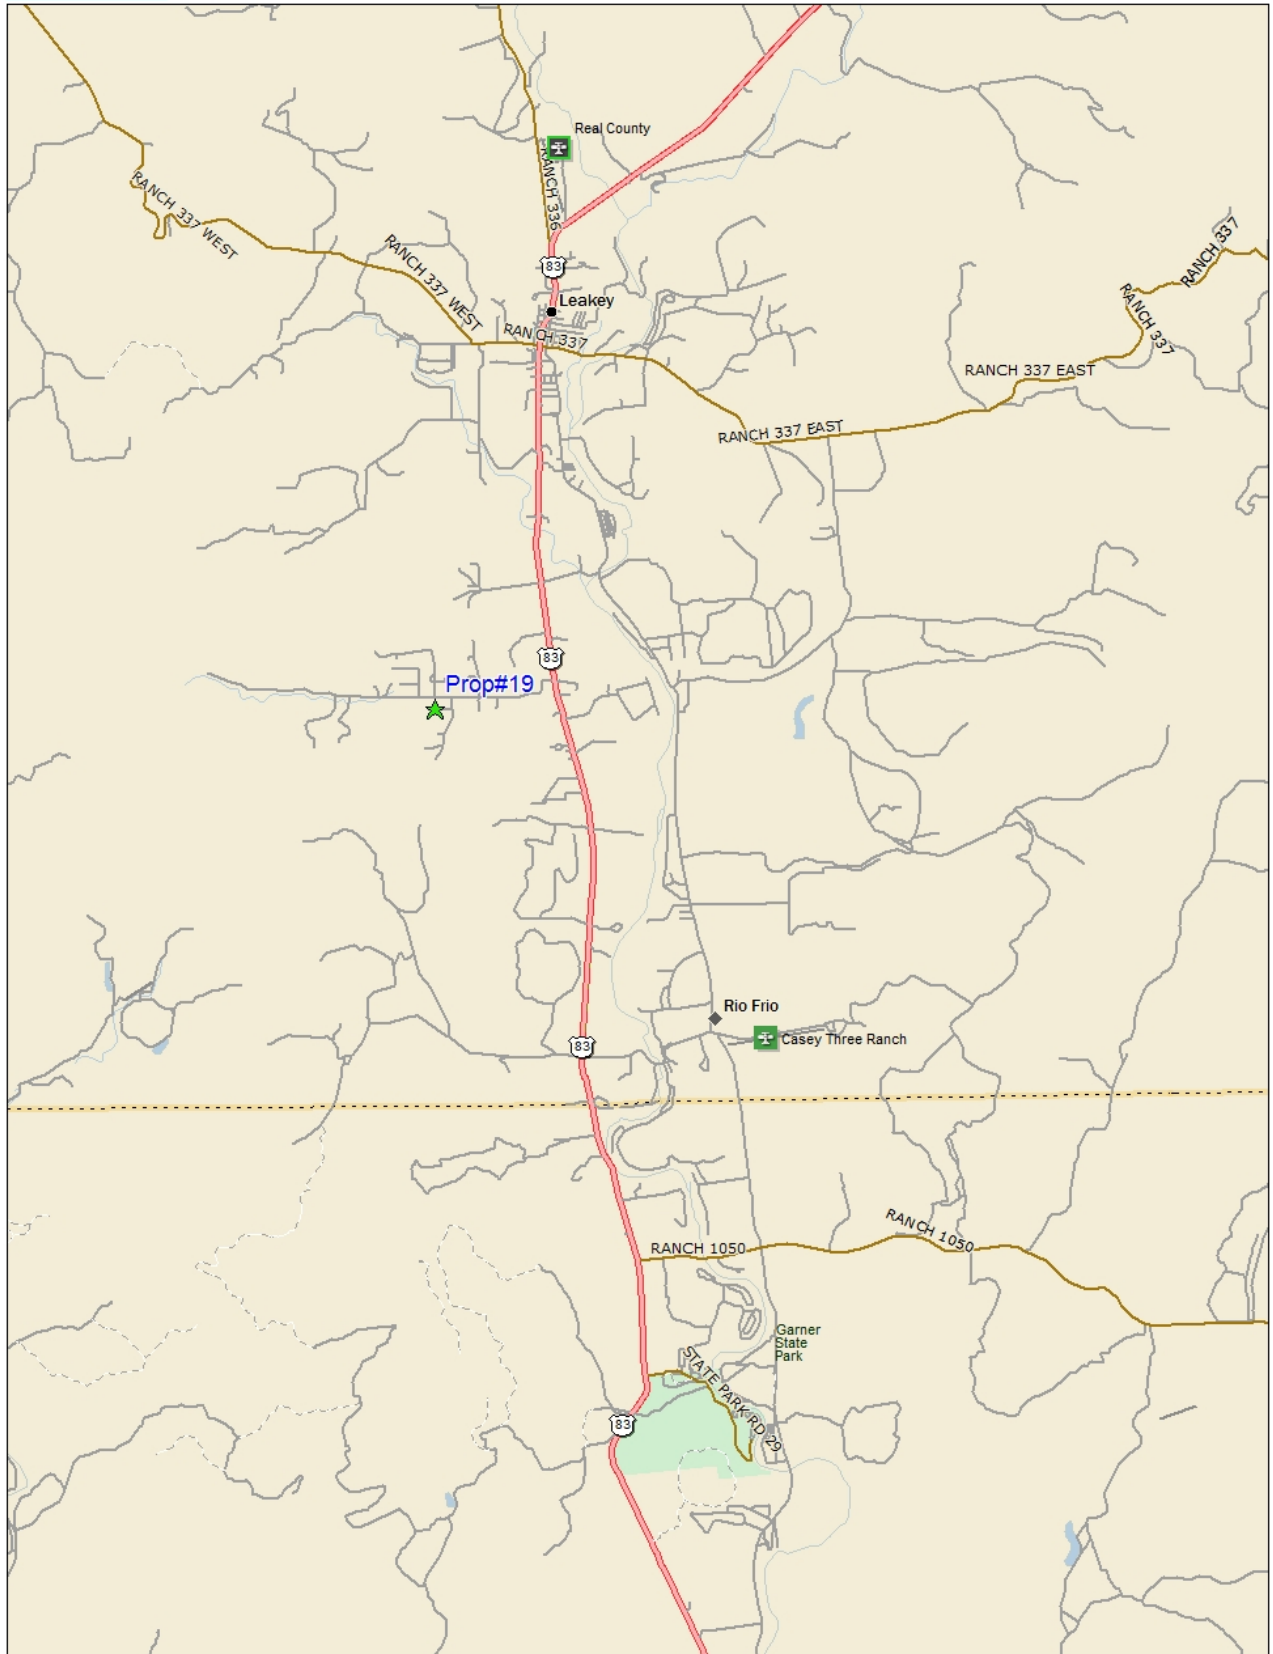 Real County
RANCH 336
RANCH 337 WEST
RANCH 337
RANCH 337 WEST
83
RANCH 337
Leakey
RANCH 337
RANCH 337 EAST
RANCH 337 EAST
83
Prop#19
Rio Frio
Casey Three Ranch
83
RANCH 1050
RANCH 1050
Garner
State
Park
STATE PARK RD 29
83